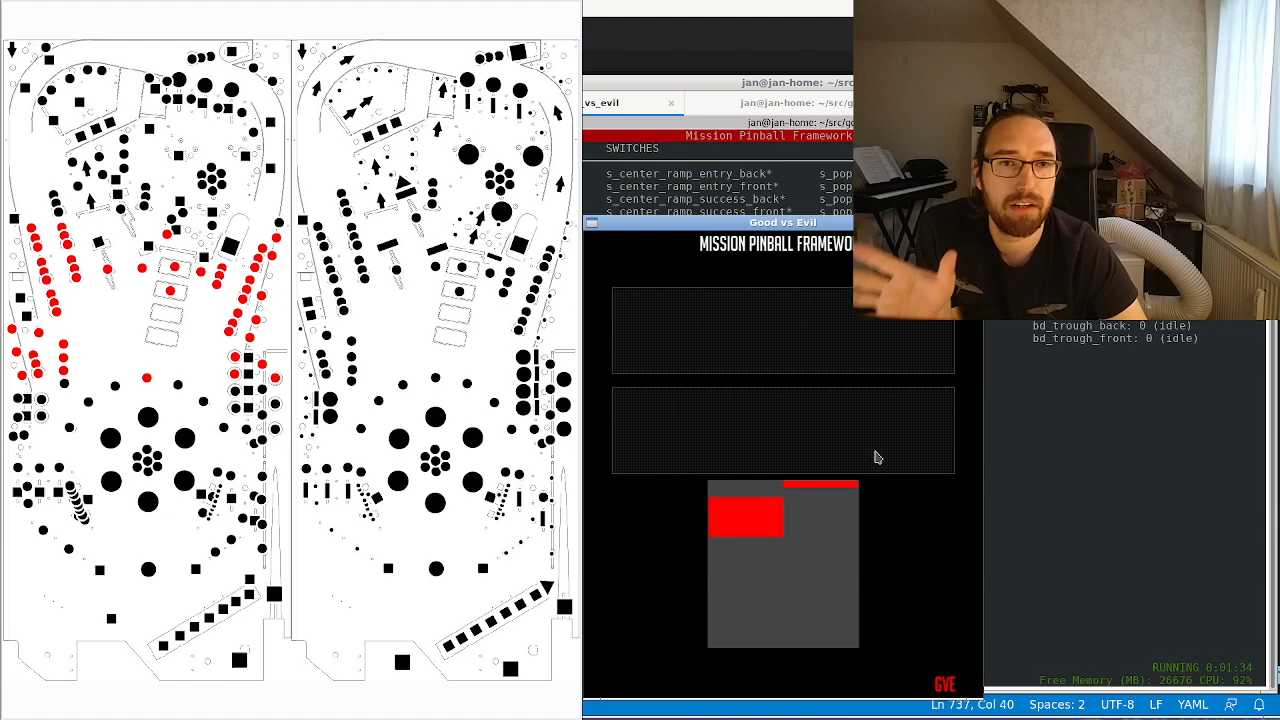 jan@jan-home: ~/src
vs_evil × jan@jan-home: ~/src/g
jan@jan-home: ~/src/g
Mission Pinball Framework
SWITCHES
s_center_ramp_entry_back* s_pop
s_center_ramp_entry_front* s_pop
s_center_ramp_success_back* s_pop
s_center_ramp_success_front* s_pop
Good vs Evil
MISSION PINBALL FRAMEWO
bd_trough_back: 0 (idle)
bd_trough_front: 0 (idle)
RUNNING 0:01:34
Free Memory (MB): 26676 CPU: 92%
GVE
Ln 737, Col 40 Spaces: 2 UTF-8 LF YAML